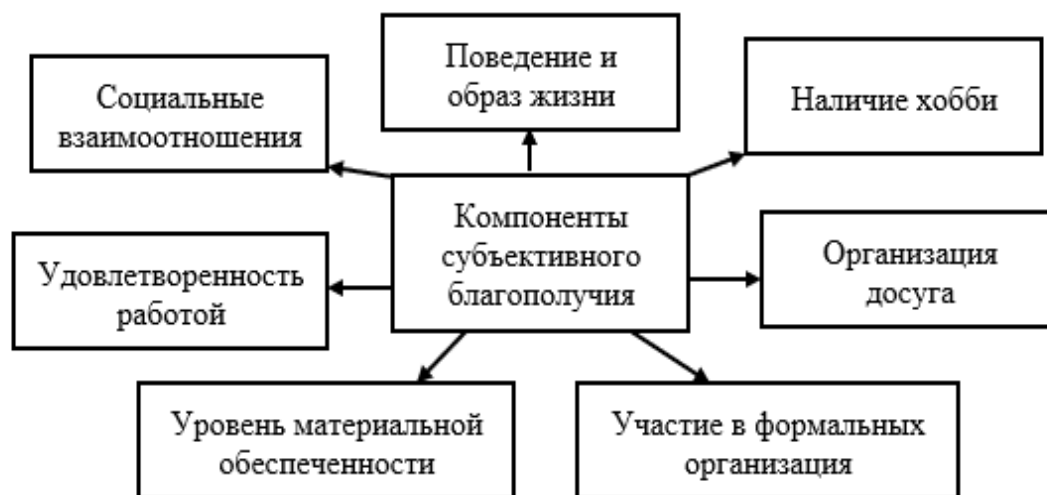 Поведение и
образ жизни
Социальные
взаимоотношения
Наличие хобби
Компоненты
субъективного
благополучия
Удовлетворенность
работой
Организация
досуга
Уровень материальной
обеспеченности
Участие в формальных
организация